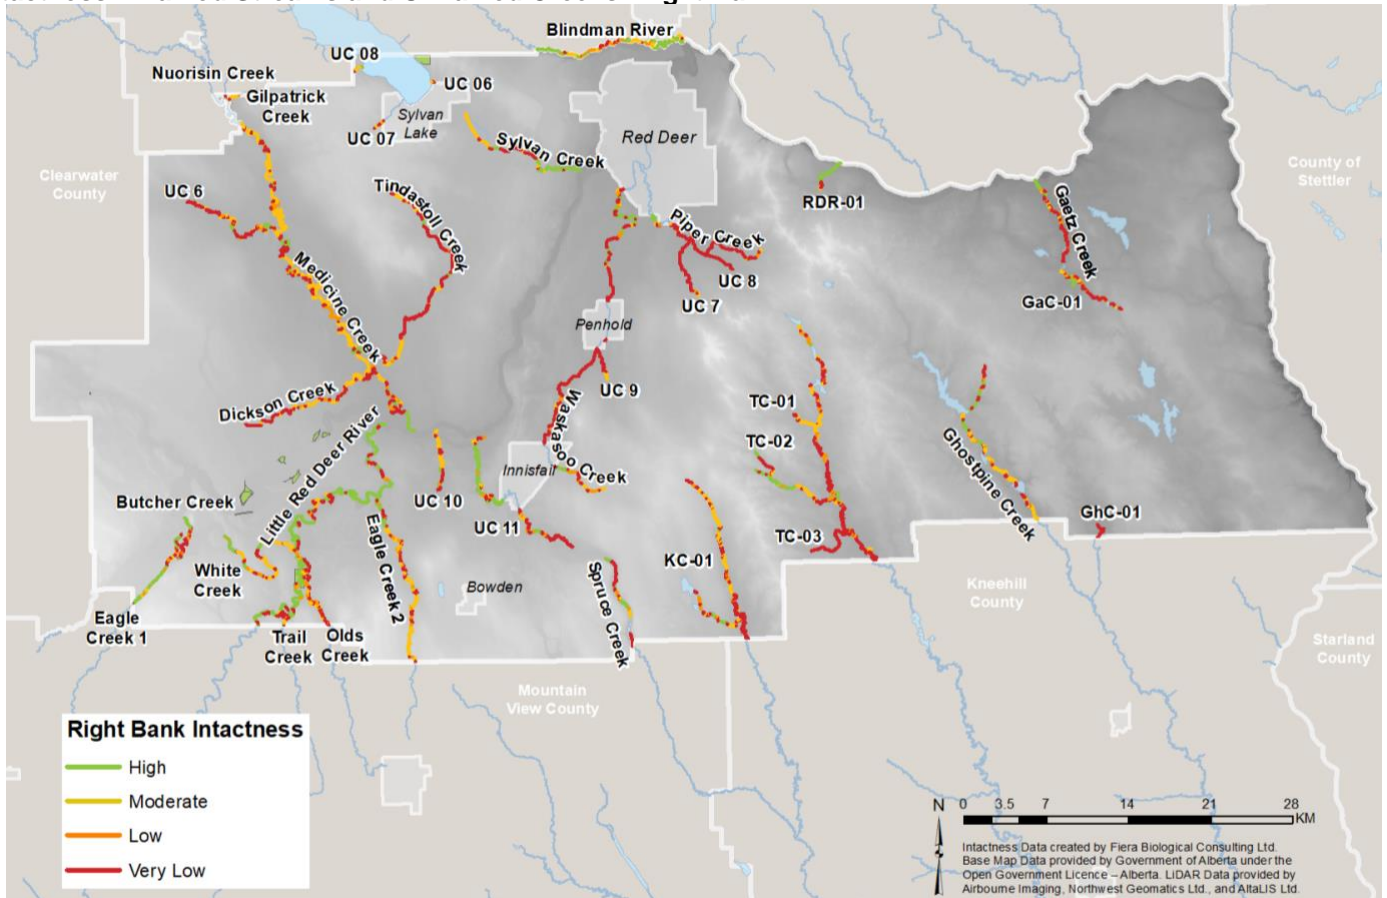 Blindman River
UC 08
Nuorisin Creek
UC 06
Gilpatrick
Creek
Sylvan
Lake
UC 07
Red Deer
Sylvan Creek
Clearwater
County
County of
Stettler
UC 6
Tindastoll Creek
RDR-01
Gaetz Creek
Piper Creek
Medicine Creek
UC 8
UC 7
GaC-01
Penhold
UC 9
Dickson Creek
TC-01
Waskasoo Creek
TC-02
Little Red Deer River
Innisfail
Ghostpine Creek
Butcher Creek
UC 10
GhC-01
UC 11
TC-03
Eagle Creek 2
KC-01
White
Creek
Spruce Creek
Bowden
Kneehill
County
Eagle
Creek 1
Trail
Creek
Olds
Creek
Starland
County
Mountain
View County
Right Bank Intactness
High
Moderate
Low
Very Low
N
0 3.5 7 14 21 28
KM
Intactness Data created by Fiera Biological Consulting Ltd.
Base Map Data provided by Government of Alberta under the
Open Government Licence – Alberta. LiDAR Data provided by
Airbourne Imaging, Northwest Geomatics Ltd., and AltaLIS Ltd.